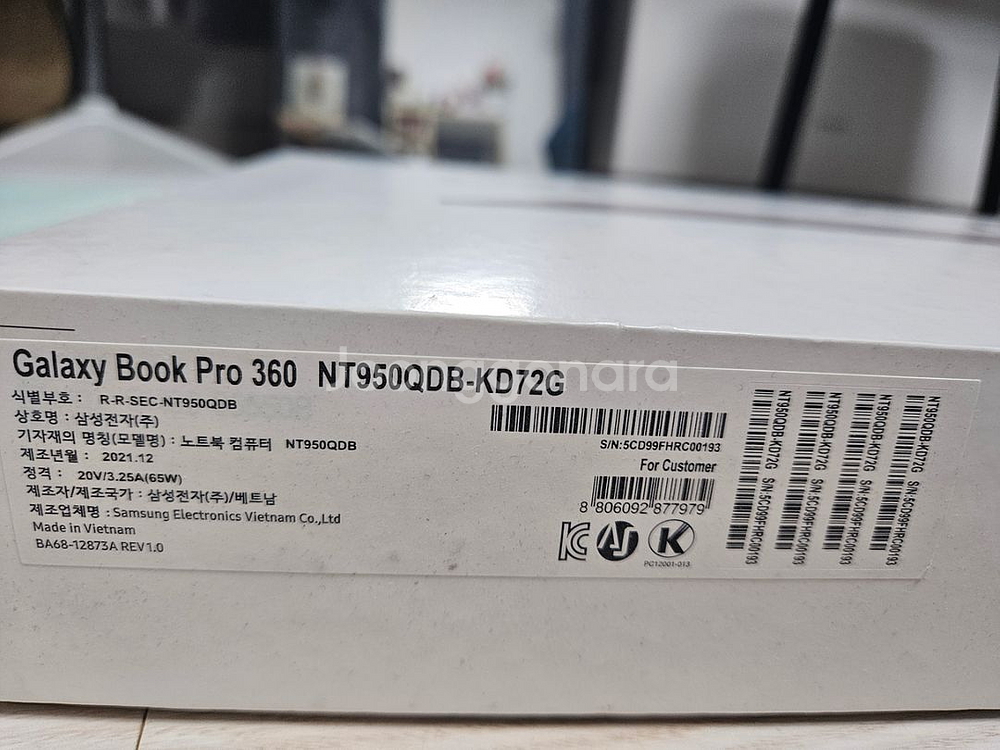 Joonggonara
Galaxy Book Pro 360 NT950QDB-KD72G
식별부호 : R-R-SEC-NT950QDB
상호명 : 삼성전자(주)
기자재의 명칭(모델명) : 노트북 컴퓨터 NT950QDB
제조년월 : 2021.12
정격 : 20V/3.25A(65W)
제조자/제조국가 : 삼성전자(주)/베트남
제조업체명 : Samsung Electronics Vietnam Co.,Ltd
Made in Vietnam
BA68-12873A REV1.0
S/N:5CD99FHRC00193
For Customer
8 806092 877979
PC12001-013
NT950QDB-KD72G S/N:5CD99FHRC00193
NT950QDB-KD72G S/N:5CD99FHRC00193
NT950QDB-KD72G S/N:5CD99FHRC00193
NT950QDB-KD72G S/N:5CD99FHRC00193